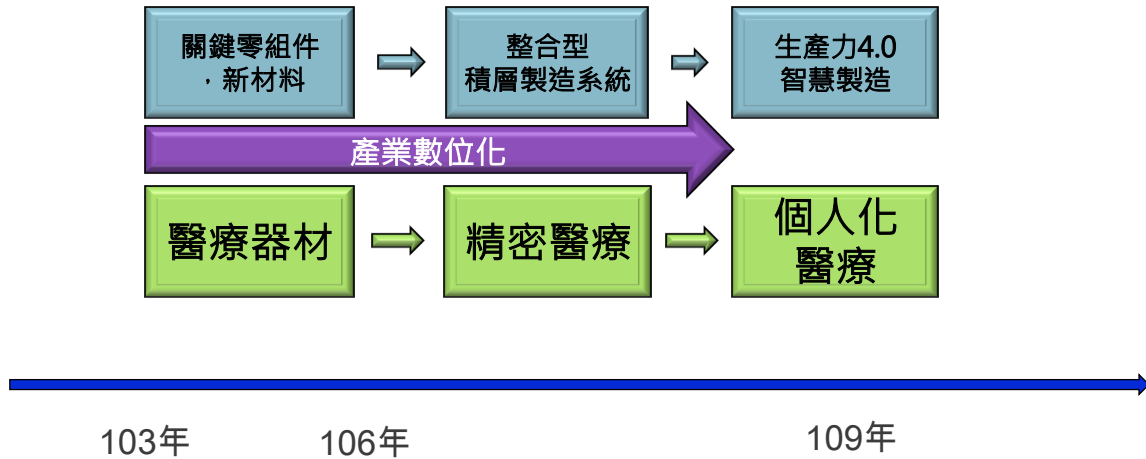 關鍵零組件
，新材料
整合型
積層製造系統
生產力4.0
智慧製造
產業數位化
醫療器材
精密醫療
個人化
醫療
103年
106年
109年